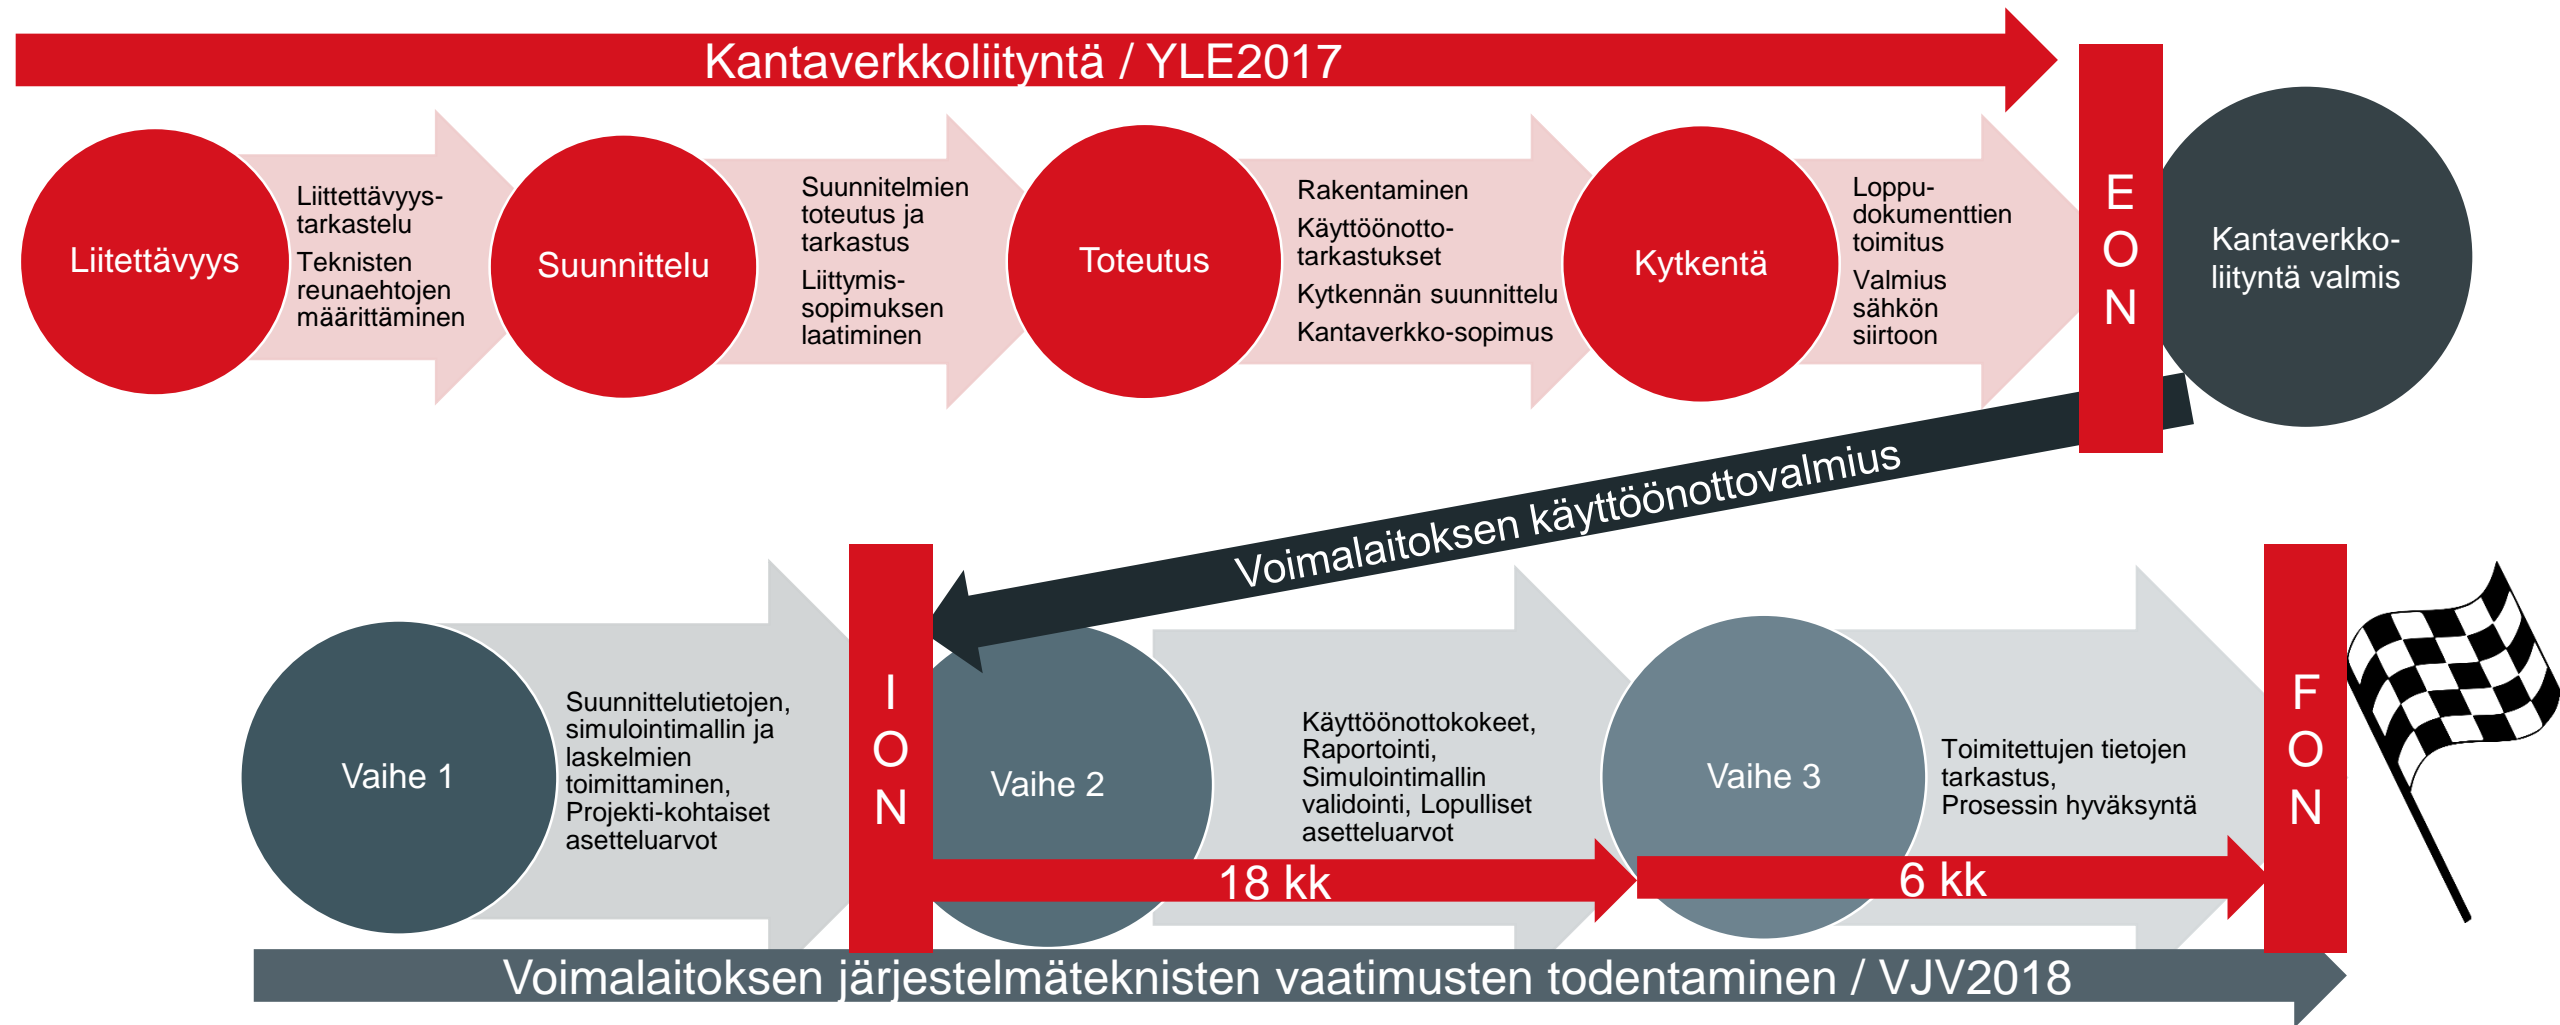 Kantaverkkoliityntä / YLE2017
Liitettävyys
Liittettävyys-
tarkastelu
Teknisten
reunaehtojen
määrittäminen
Suunnittelu
Suunnitelmien
toteutus ja
tarkastus
Liittymis-
sopimuksen
laatiminen
Toteutus
Rakentaminen
Käyttöönotto-
tarkastukset
Kytkennän suunnittelu
Kantaverkko-sopimus
Kytkentä
Loppu-
dokumenttien
toimitus
Valmius
sähkön
siirtoon
E
O
N
Kantaverkko-
liityntä valmis
Voimalaitoksen käyttöönottovalmius
Vaihe 1
Suunnittelutietojen,
simulointimallin ja
laskelmien
toimittaminen,
Projekti-kohtaiset
asetteluarvot
I
O
N
Vaihe 2
Käyttöönottokokeet,
Raportointi,
Simulointimallin
validointi, Lopulliset
asetteluarvot
18 kk
Vaihe 3
Toimitettujen tietojen
tarkastus,
Prosessin hyväksyntä
6 kk
F
O
N
Voimalaitoksen järjestelmäteknisten vaatimusten todentaminen / VJV2018